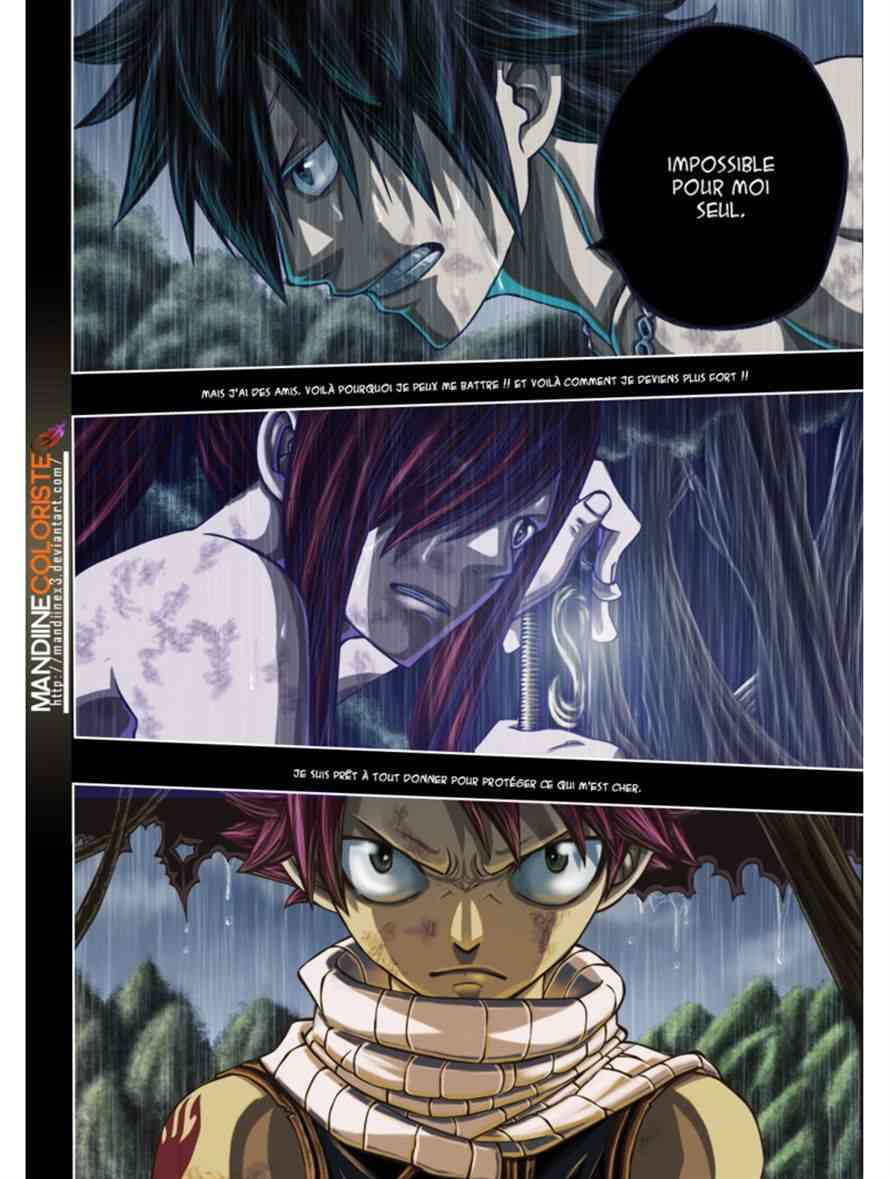 IMPOSSIBLE
POUR MOI
SEUL.
MAIS J'AI DES AMIS. VOILÀ POURQUOI JE PEUX ME BATTRE !! ET VOILÀ COMMENT JE DEVIENS PLUS FORT !!
MANDIINECOLORISTE
http://mandiinex3.deviantart.com/
JE SUIS PRÊT À TOUT DONNER POUR PROTÉGER CE QUI M'EST CHER.